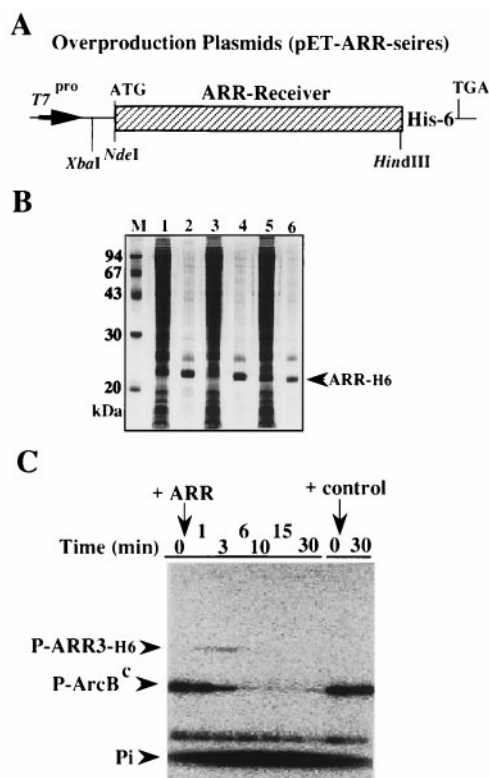 A
Overproduction Plasmids (pET-ARR-seires)
T7 pro
ATG
ARR-Receiver
TGA
His-6
XbaI
NdeI
HindIII
B
M 1 2 3 4 5 6
94
67
43
30
20
kDa
ARR-H6
C
+ ARR
+ control
Time (min) 0 1 3 6 10 15 30 0 30
P-ARR3-H6
P-ArcBc
Pi